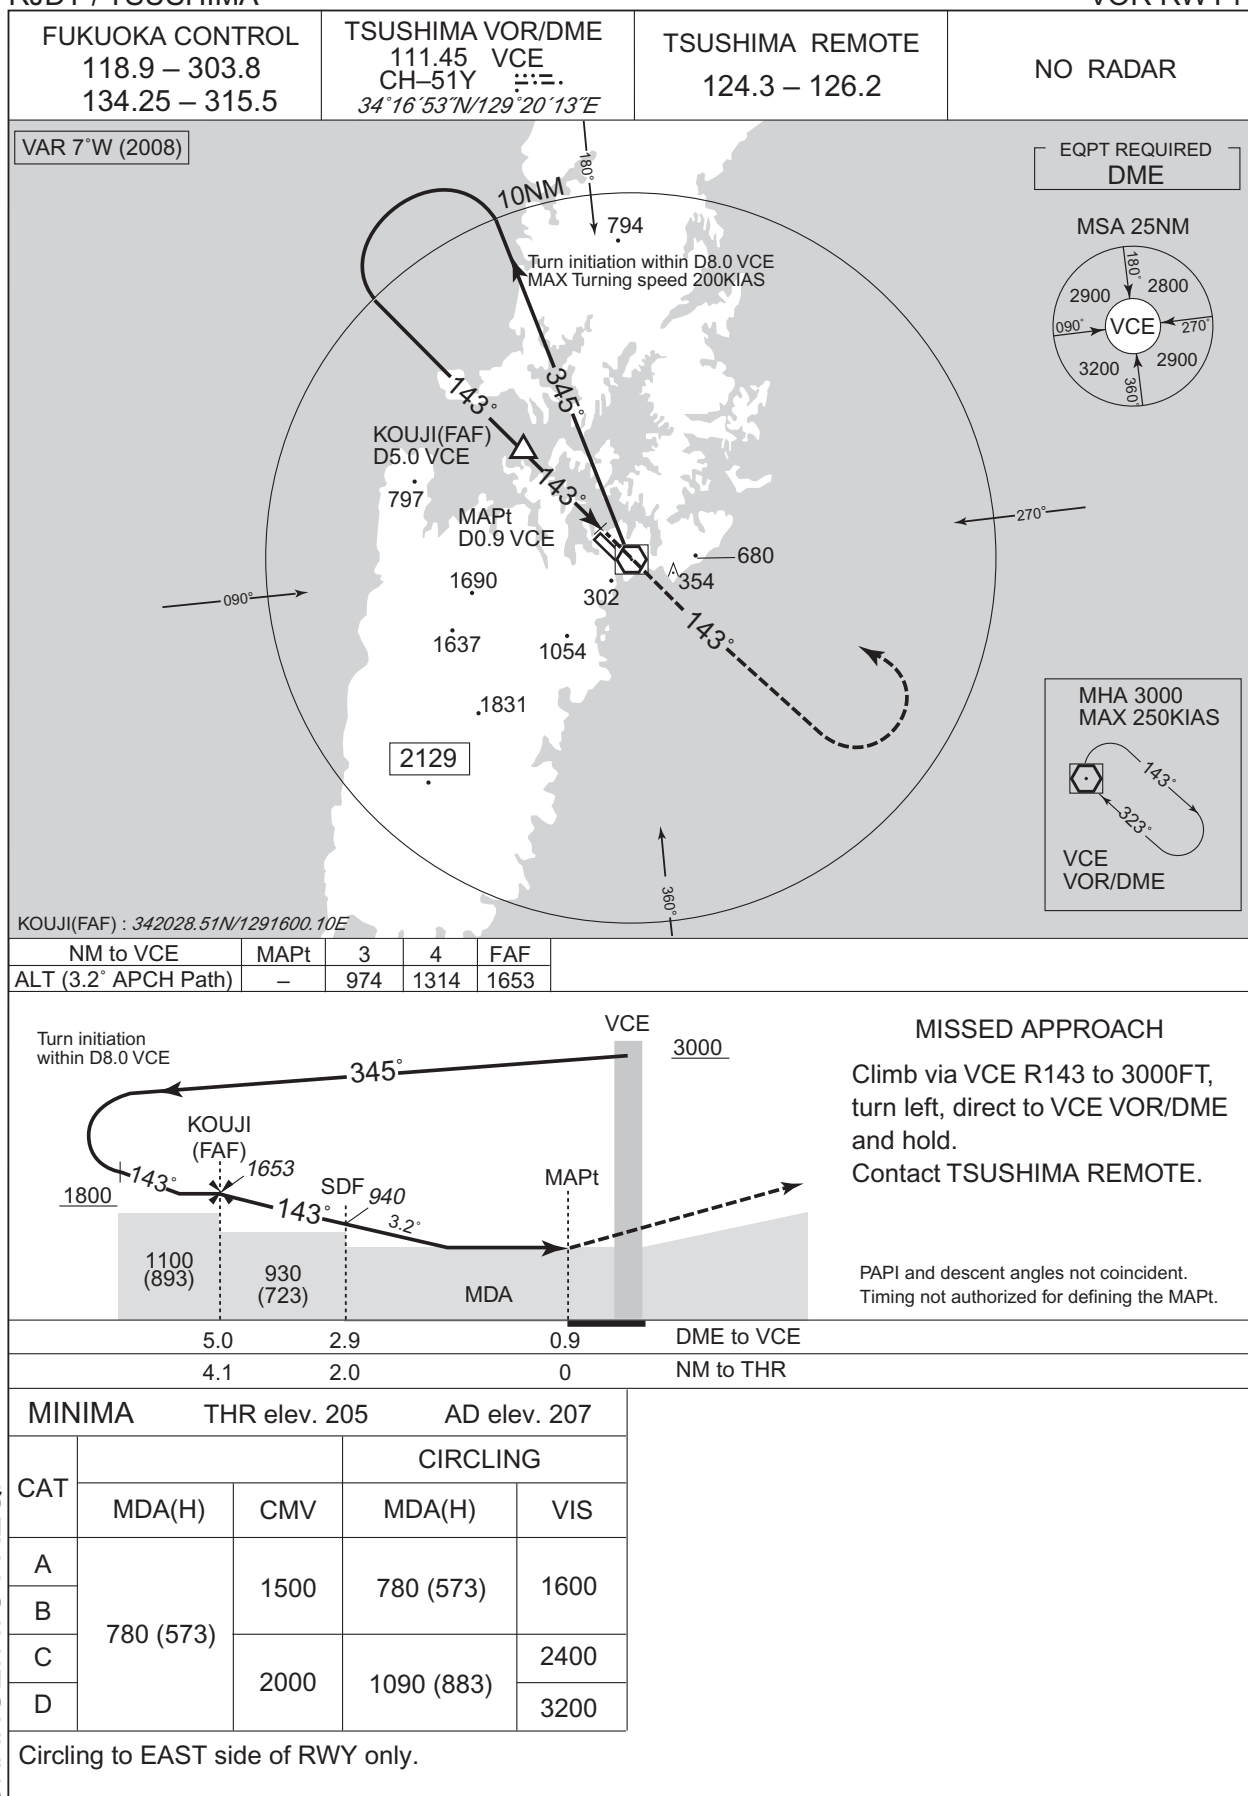 FUKUOKA CONTROL
118.9 – 303.8
134.25 – 315.5
TSUSHIMA VOR/DME
111.45 VCE
CH–51Y
34˚16´53˝N/129˚20´13˝E
TSUSHIMA REMOTE
124.3 – 126.2
NO RADAR
VAR 7˚W (2008)
EQPT REQUIRED
DME
MSA 25NM
180˚
2900
2800
090˚
VCE
270˚
3200
2900
360˚
10NM
180˚
794
Turn initiation within D8.0 VCE
MAX Turning speed 200KIAS
143˚
345˚
KOUJI(FAF)
D5.0 VCE
797
143˚
MAPt
D0.9 VCE
270˚
680
354
302
1690
090˚
1637
1054
143˚
1831
2129
360˚
MHA 3000
MAX 250KIAS
143˚
323˚
VCE
VOR/DME
KOUJI(FAF) : 342028.51N/1291600.10E
NM to VCE MAPt 3 4 FAF
ALT (3.2˚ APCH Path) – 974 1314 1653
Turn initiation
within D8.0 VCE
VCE
3000
345˚
KOUJI
(FAF)
1653
143˚
1800
SDF
940
143˚
3.2˚
MAPt
1100
(893)
930
(723)
MDA
MISSED APPROACH
Climb via VCE R143 to 3000FT,
turn left, direct to VCE VOR/DME
and hold.
Contact TSUSHIMA REMOTE.
PAPI and descent angles not coincident.
Timing not authorized for defining the MAPt.
5.0 2.9 0.9 DME to VCE
4.1 2.0 0 NM to THR
MINIMA THR elev. 205 AD elev. 207
CIRCLING
CAT
MDA(H) CMV MDA(H) VIS
A
B
C
D
780 (573)
1500
2000
780 (573)
1090 (883)
1600
2400
3200
Circling to EAST side of RWY only.